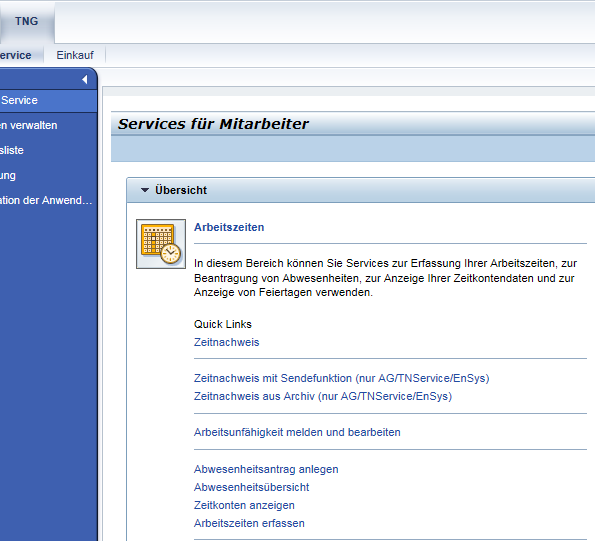 TNG
ervice
Einkauf
Service
en verwalten
sliste
ung
ation der Anwend...
Services für Mitarbeiter
Übersicht
Arbeitszeiten
In diesem Bereich können Sie Services zur Erfassung Ihrer Arbeitszeiten, zur
Beantragung von Abwesenheiten, zur Anzeige Ihrer Zeitkontendaten und zur
Anzeige von Feiertagen verwenden.
Quick Links
Zeitnachweis
Zeitnachweis mit Sendefunktion (nur AG/TNService/EnSys)
Zeitnachweis aus Archiv (nur AG/TNService/EnSys)
Arbeitsunfähigkeit melden und bearbeiten
Abwesenheitsantrag anlegen
Abwesenheitsübersicht
Zeitkonten anzeigen
Arbeitszeiten erfassen